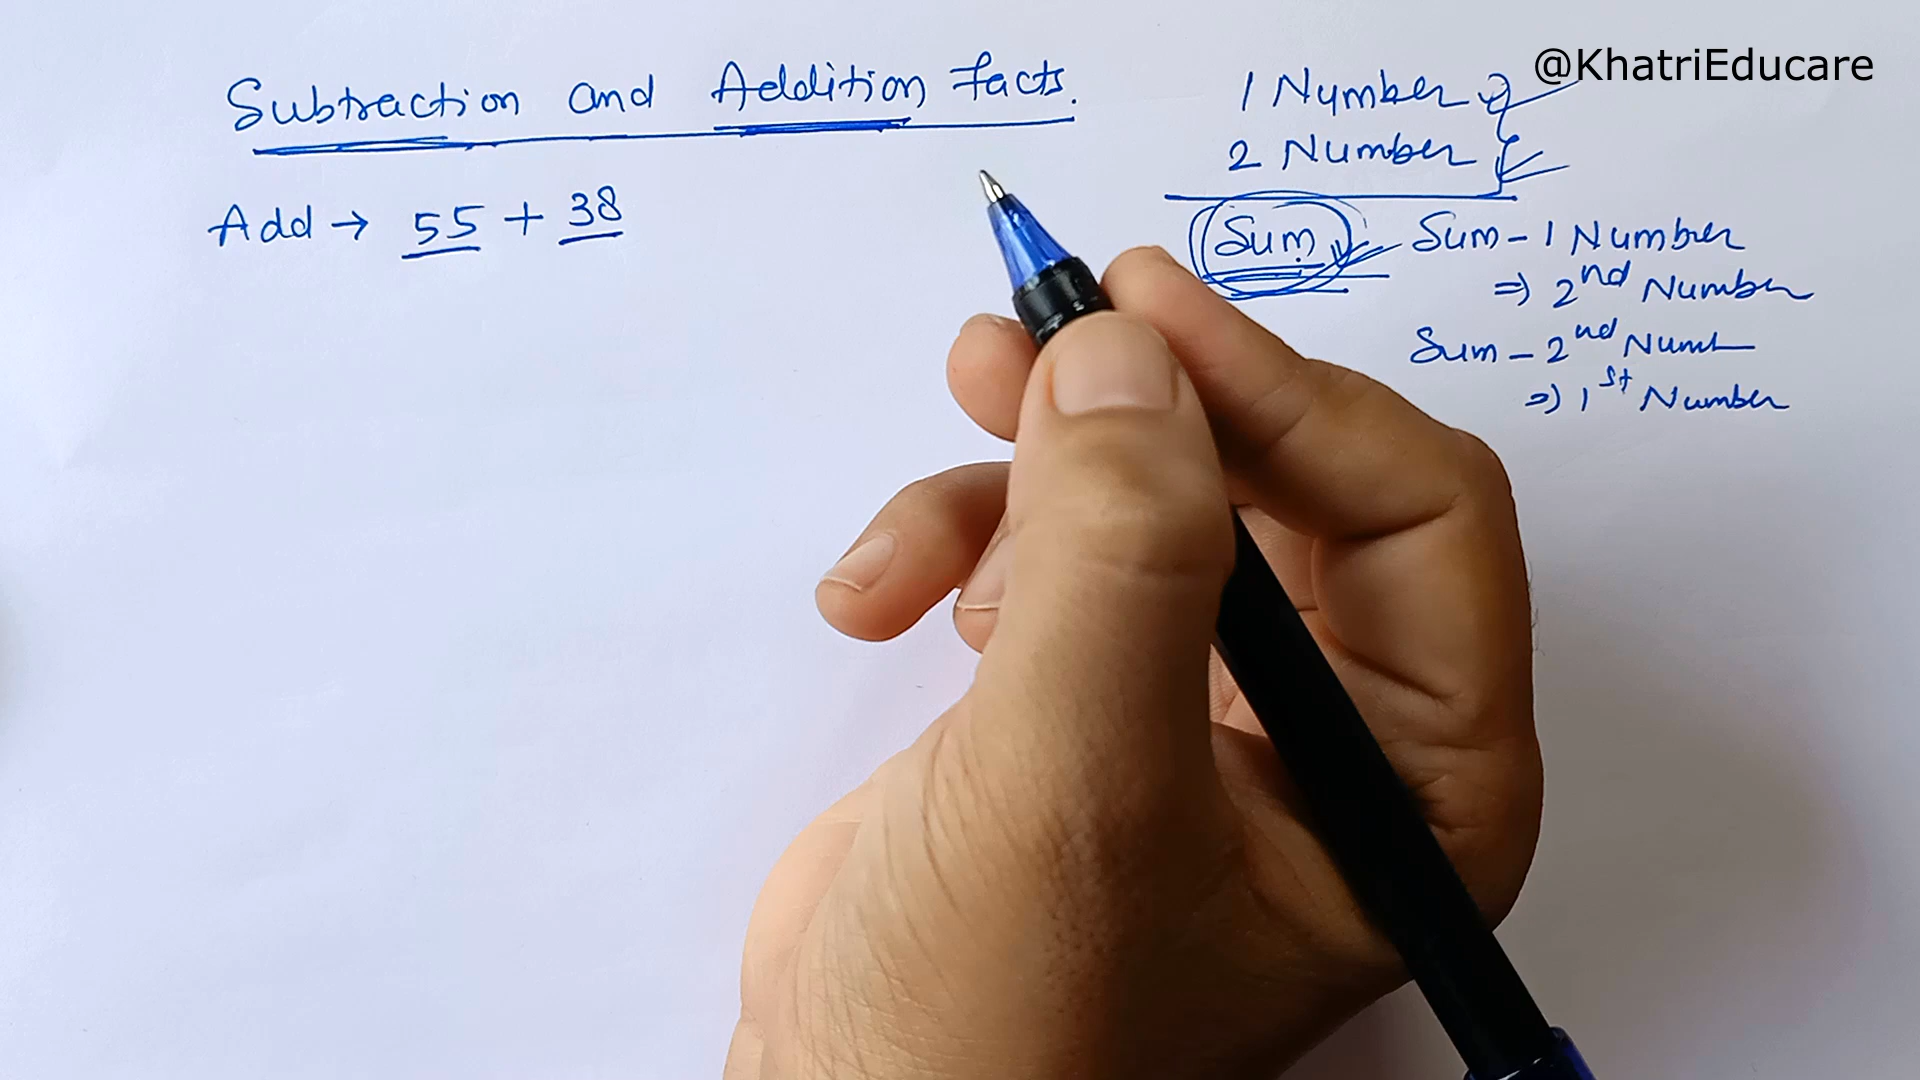 Subtraction and Addition facts.
Add → 55 + 38
@KhatriEducare
1 Number
2 Number
Sum
Sum - 1 Number
⇒ 2nd Number
Sum - 2nd Numb
⇒ 1st Number